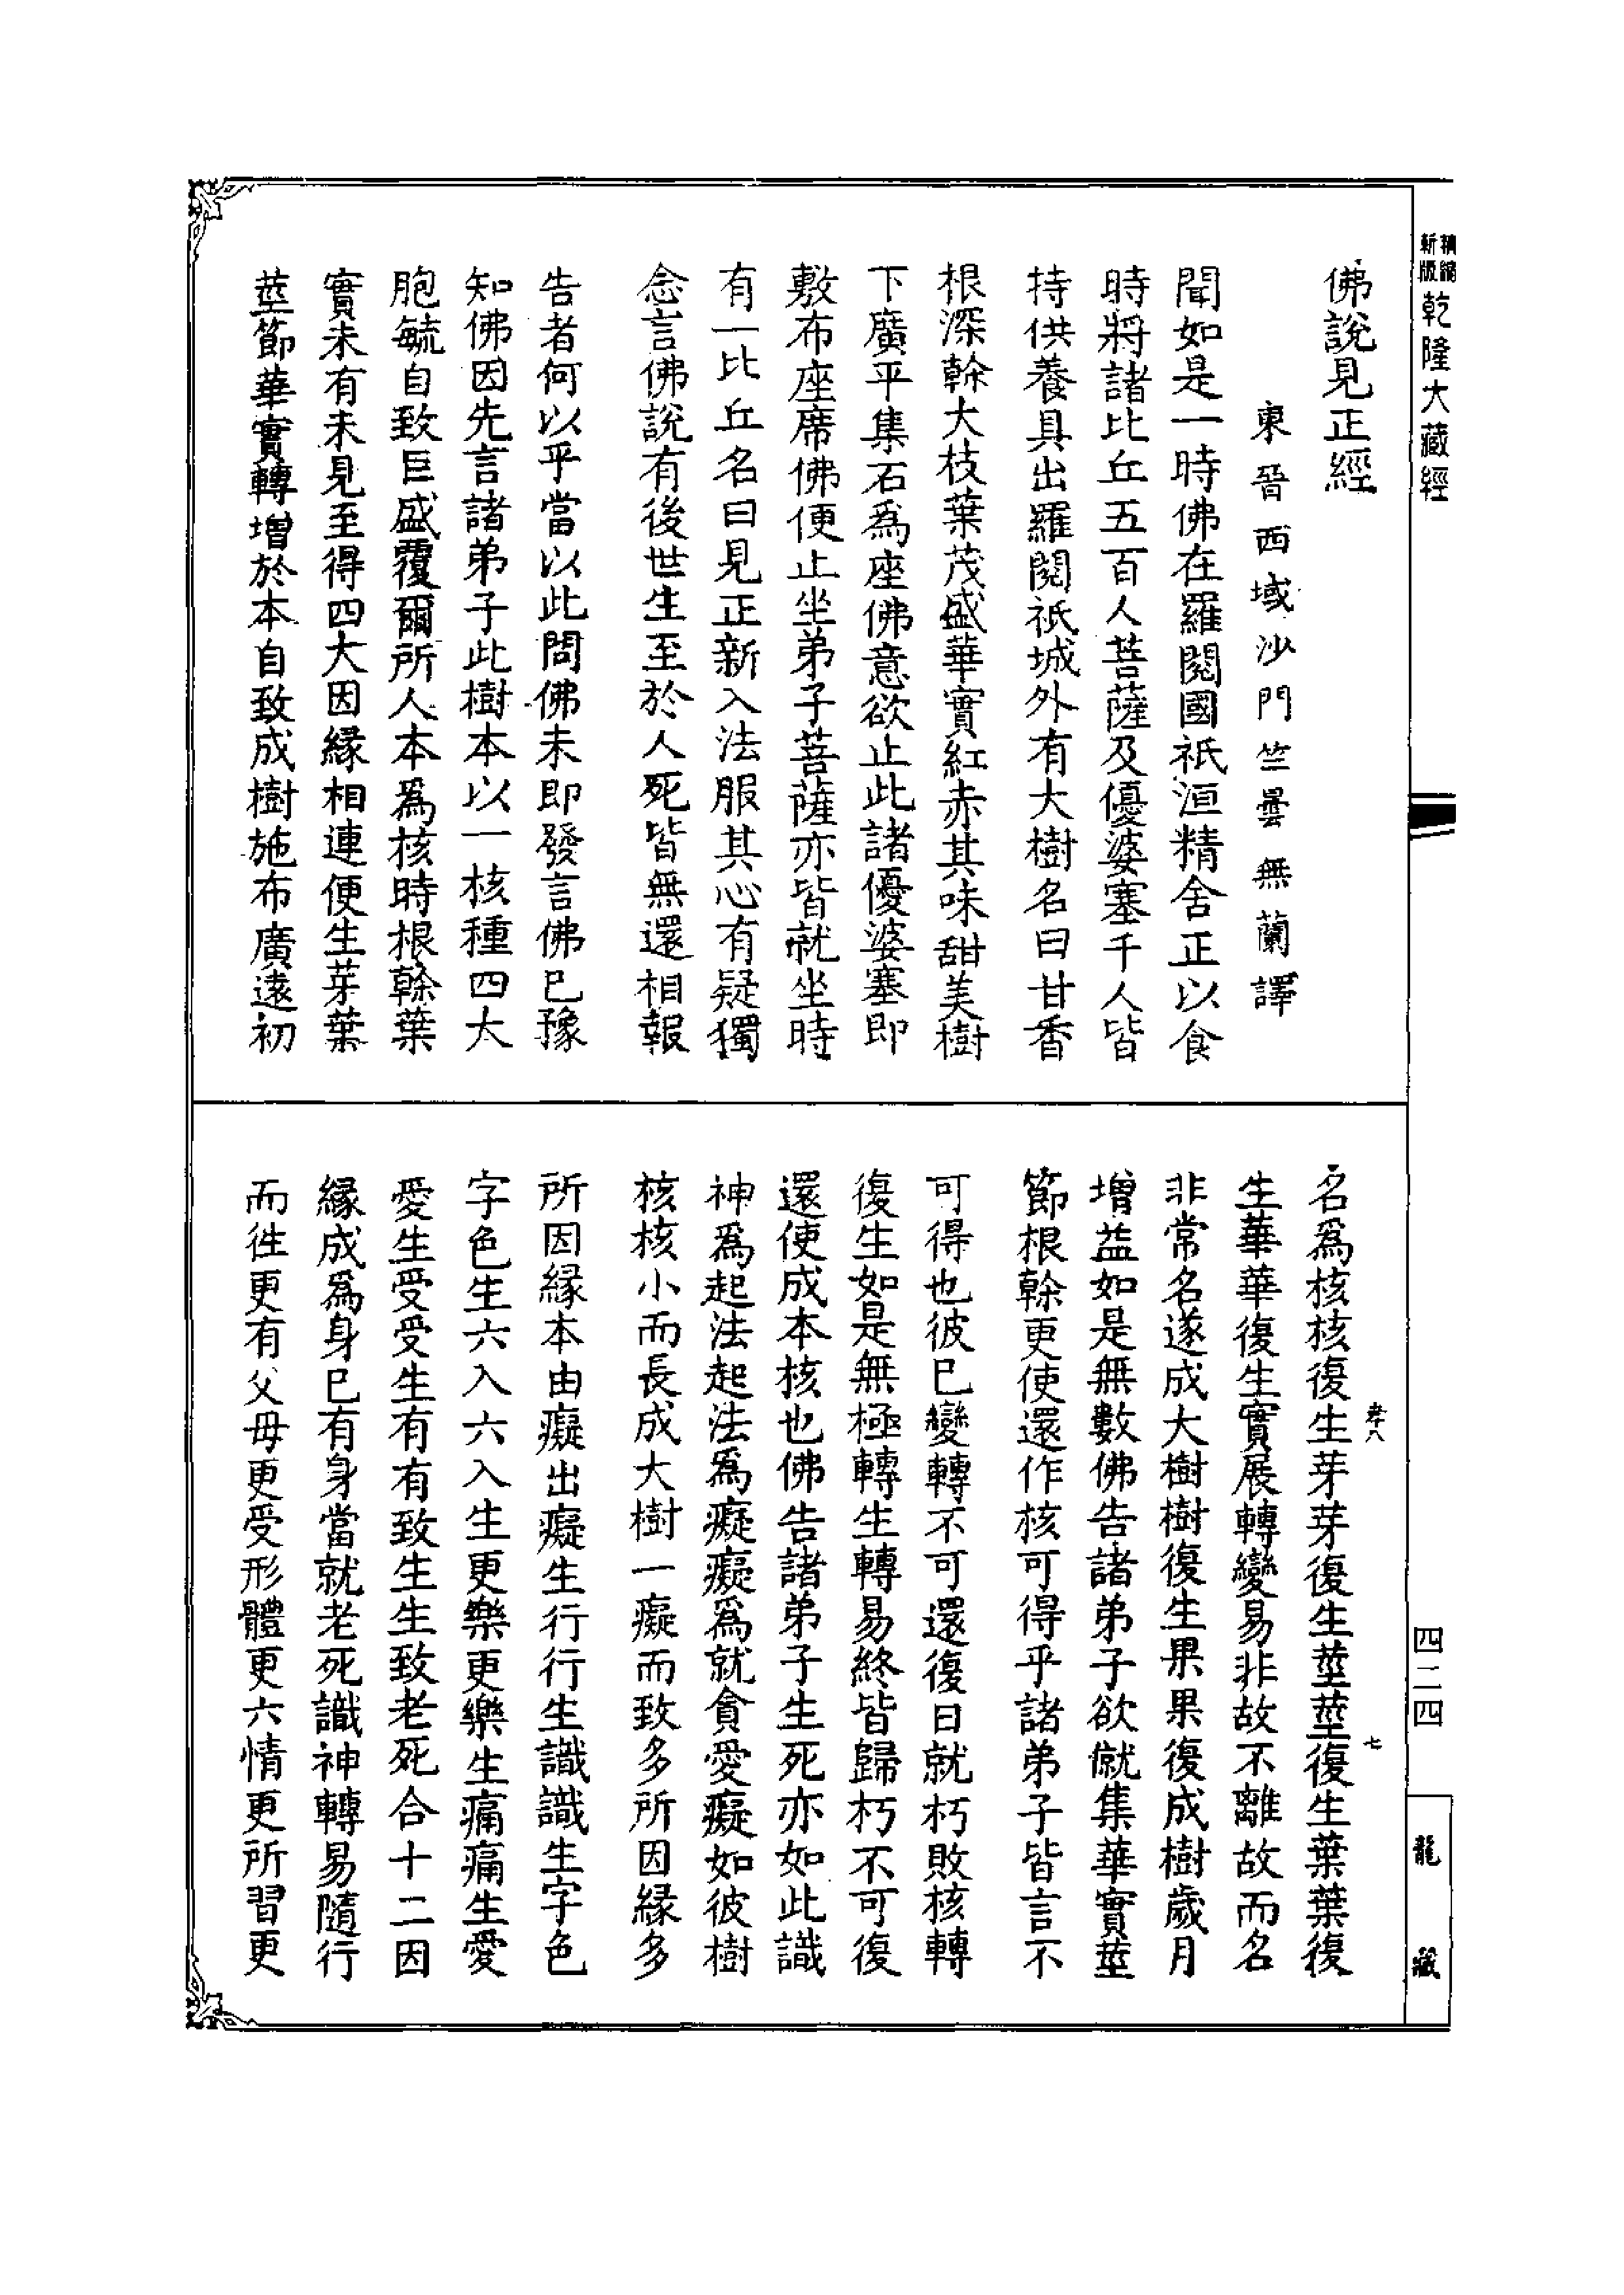 精縮新版乾隆大藏經
佛說見正經
東晉西域沙門竺曇無蘭譯
聞如是一時佛在羅閱國祇洹精舍正以食
時將諸比丘五百人菩薩及優婆塞千人皆
持供養具出羅閱祇城外有大樹名曰甘香
根深榦大枝葉茂盛華實紅赤其味甜美樹
下廣平集石為座佛意欲止此諸優婆塞即
敷布座席佛便止坐弟子菩薩亦皆就坐時
有一比丘名曰見正新入法服其心有疑獨
念言佛說有後世生至於人死皆無還相報
告者何以乎當以此問佛未即發言佛已豫
知佛因先言諸弟子此樹本以一核種四大
胞毓自致巨盛覆爾所人本為核時根榦葉
實未有未見至得四大因緣相連便生芽葉
莖節華實轉增於本自致成樹施布廣遠初
名為核核復生芽芽復生莖莖復生葉葉復
生華華復生實展轉變易非故不離故而名
非常名遂成大樹樹復生果果復成樹歲月
增益如是無數佛告諸弟子欲僦集華實莖
節根榦更使還作核可得乎諸弟子皆言不
可得也彼已變轉不可還復日就朽敗核轉
復生如是無極轉生轉易終皆歸朽不可復
還使成本核也佛告諸弟子生死亦如此識
神為起法起法為癡癡為就貪愛癡如彼樹
核核小而長成大樹一癡而致多所因緣多
所因緣本由癡出癡生行行生識識生字色
字色生六入六入生更樂更樂生痛痛生愛
愛生受受生有有致生生致老死合十二因
緣成為身已有身當就老死識神轉易隨行
而徃更有父母更受形體更六情更所習更
孝八
七
四二四
龍藏